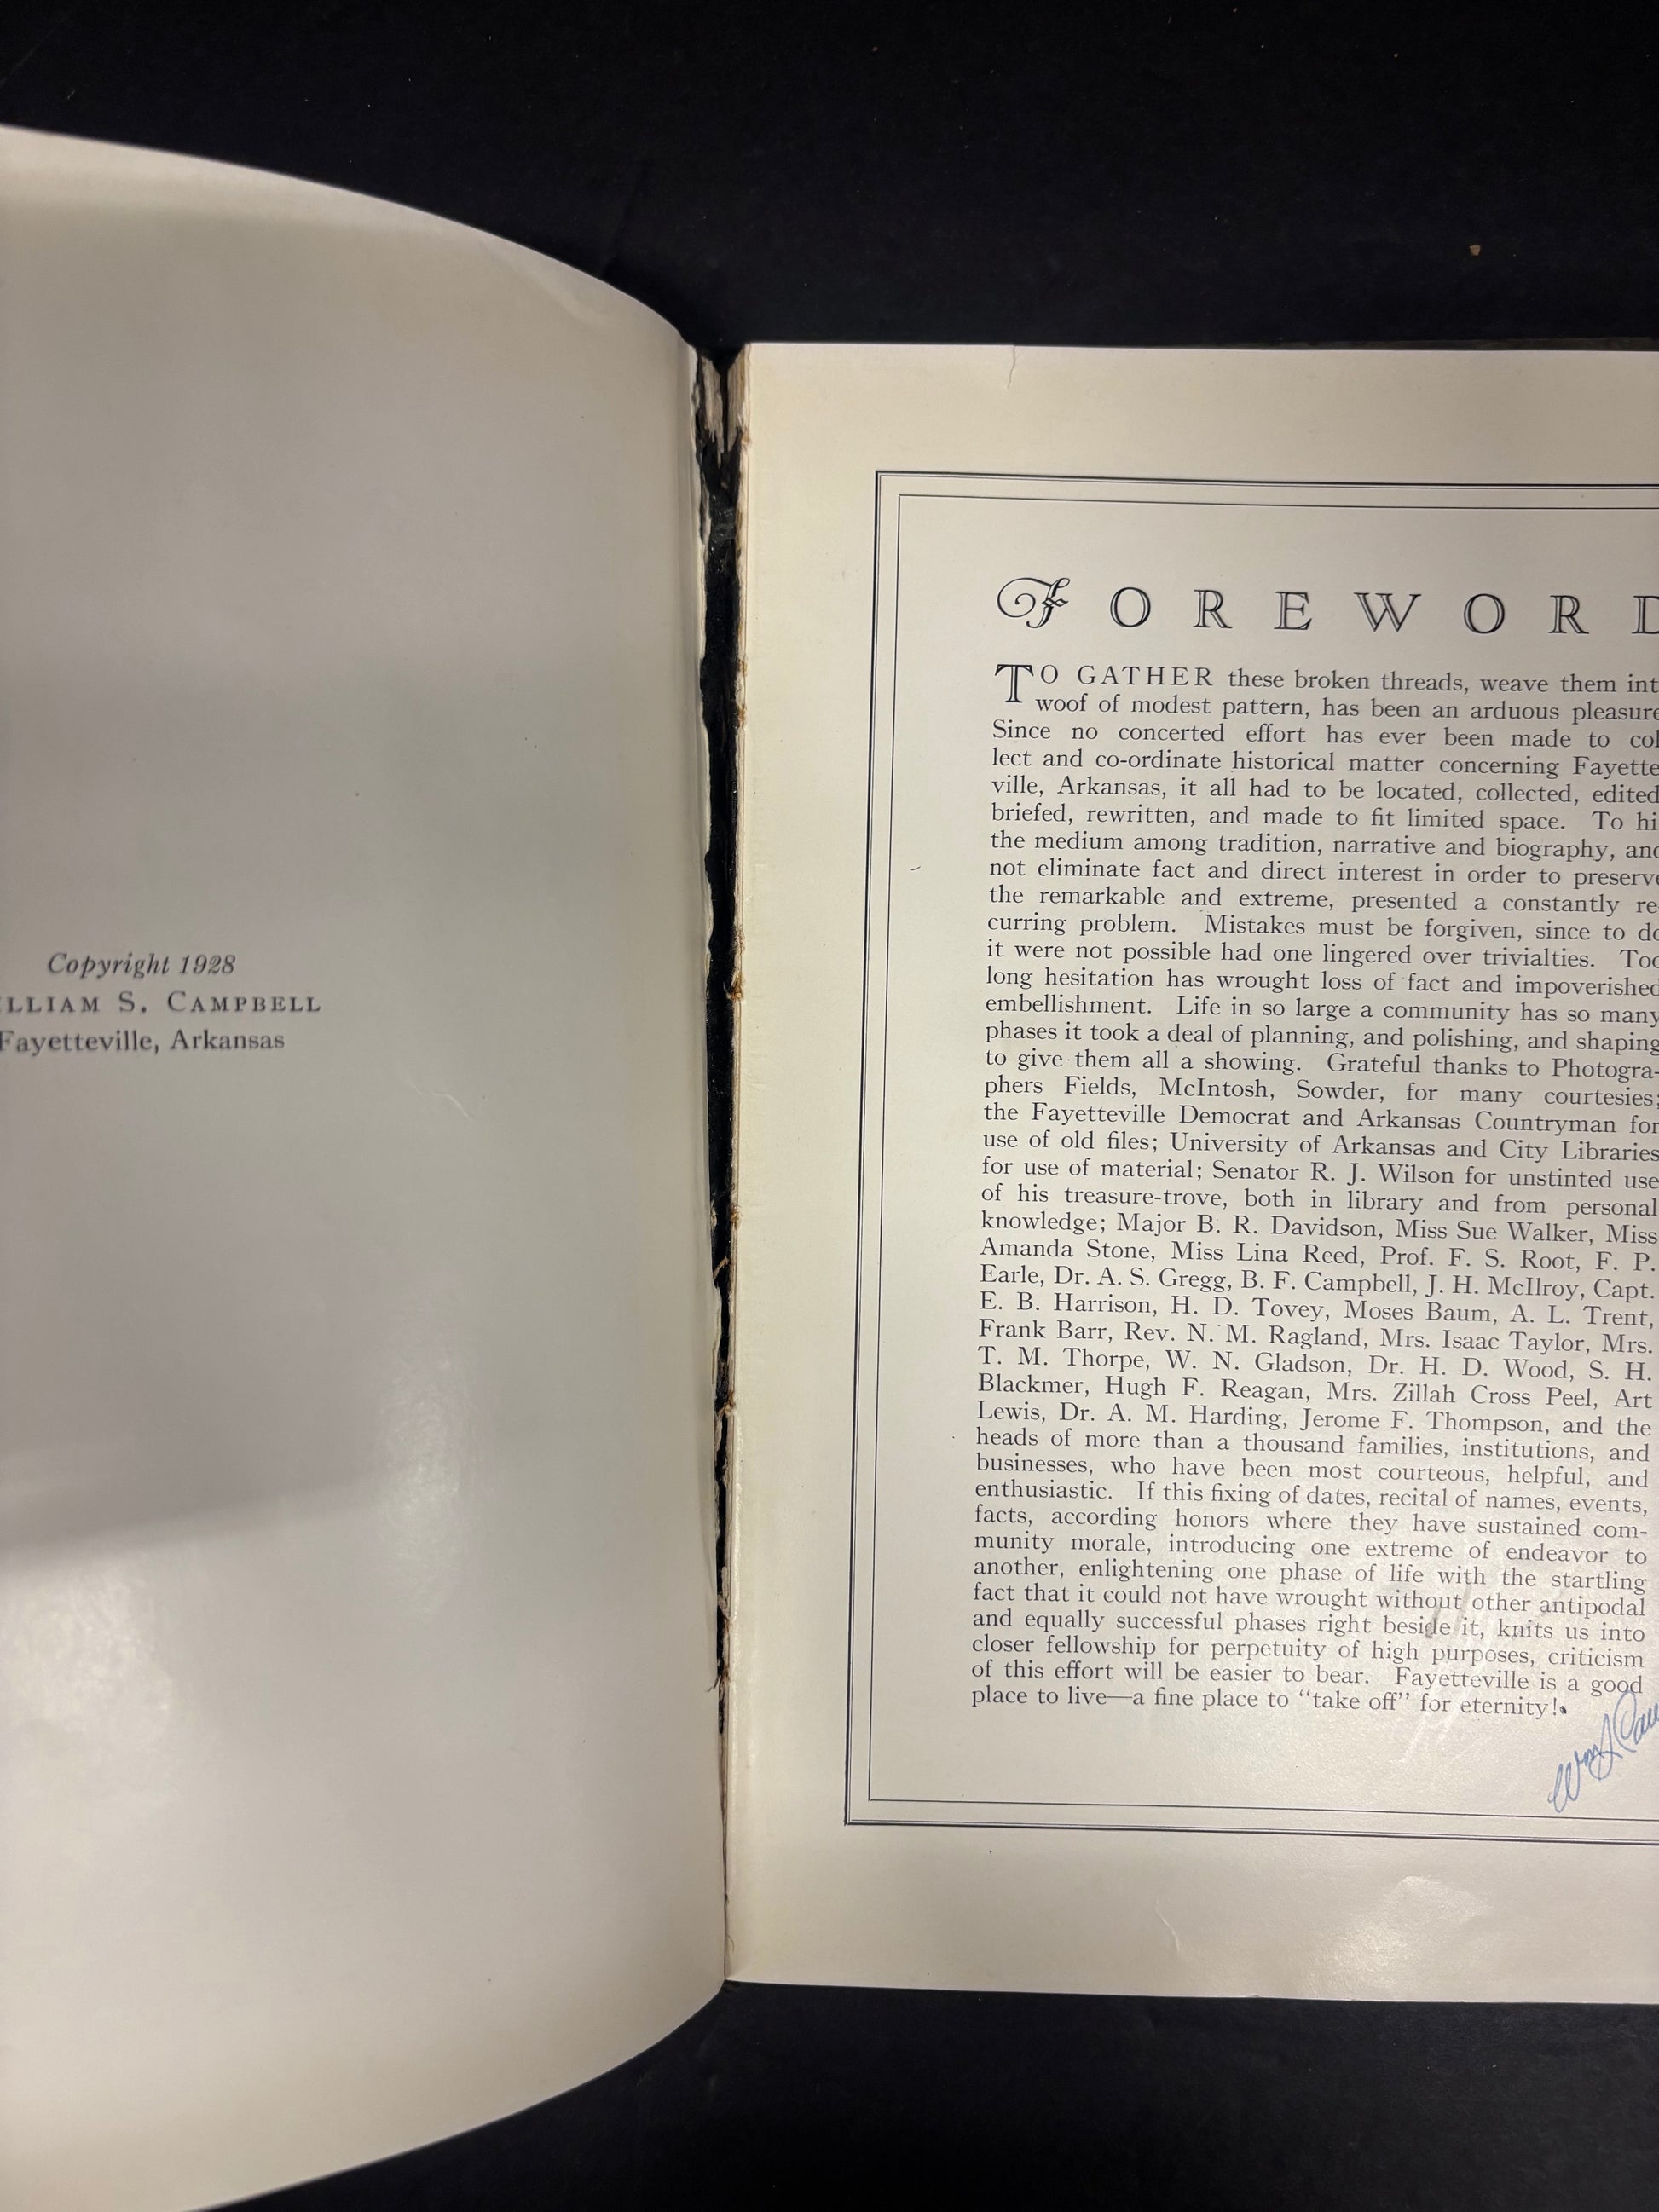 Copyright 1928
ILLIAM S. CAMPBELL
Fayetteville, Arkansas
FOREWORD
TO GATHER these broken threads, weave them int
woof of modest pattern, has been an arduous pleasure
Since no concerted effort has ever been made to col
lect and co-ordinate historical matter concerning Fayette
ville, Arkansas, it all had to be located, collected, edited
briefed, rewritten, and made to fit limited space. To hi
the medium among tradition, narrative and biography, and
not eliminate fact and direct interest in order to preserve
the remarkable and extreme, presented a constantly re
curring problem. Mistakes must be forgiven, since to do
it were not possible had one lingered over trivialties. Too
long hesitation has wrought loss of fact and impoverished
embellishment. Life in so large a community has so many
phases it took a deal of planning, and polishing, and shaping
to give them all a showing. Grateful thanks to Photogra-
phers Fields, McIntosh, Sowder, for many courtesies;
the Fayetteville Democrat and Arkansas Countryman for
use of old files; University of Arkansas and City Libraries
for use of material; Senator R. J. Wilson for unstinted use
of his treasure-trove, both in library and from personal
knowledge; Major B. R. Davidson, Miss Sue Walker, Miss
Amanda Stone, Miss Lina Reed, Prof. F. S. Root, F. P.
Earle, Dr. A. S. Gregg, B. F. Campbell, J. H. McIlroy, Capt.
E. B. Harrison, H. D. Tovey, Moses Baum, A. L. Trent,
Frank Barr, Rev. N. M. Ragland, Mrs. Isaac Taylor, Mrs.
T. M. Thorpe, W. N. Gladson, Dr. H. D. Wood, S. H.
Blackmer, Hugh F. Reagan, Mrs. Zillah Cross Peel, Art
Lewis, Dr. A. M. Harding, Jerome F. Thompson, and the
heads of more than a thousand families, institutions, and
businesses, who have been most courteous, helpful, and
enthusiastic. If this fixing of dates, recital of names, events,
facts, according honors where they have sustained com-
munity morale, introducing one extreme of endeavor to
another, enlightening one phase of life with the startling
fact that it could not have wrought without other antipodal
and equally successful phases right beside it, knits us into
closer fellowship for perpetuity of high purposes, criticism
of this effort will be easier to bear. Fayetteville is a good
place to live—a fine place to "take off" for eternity!